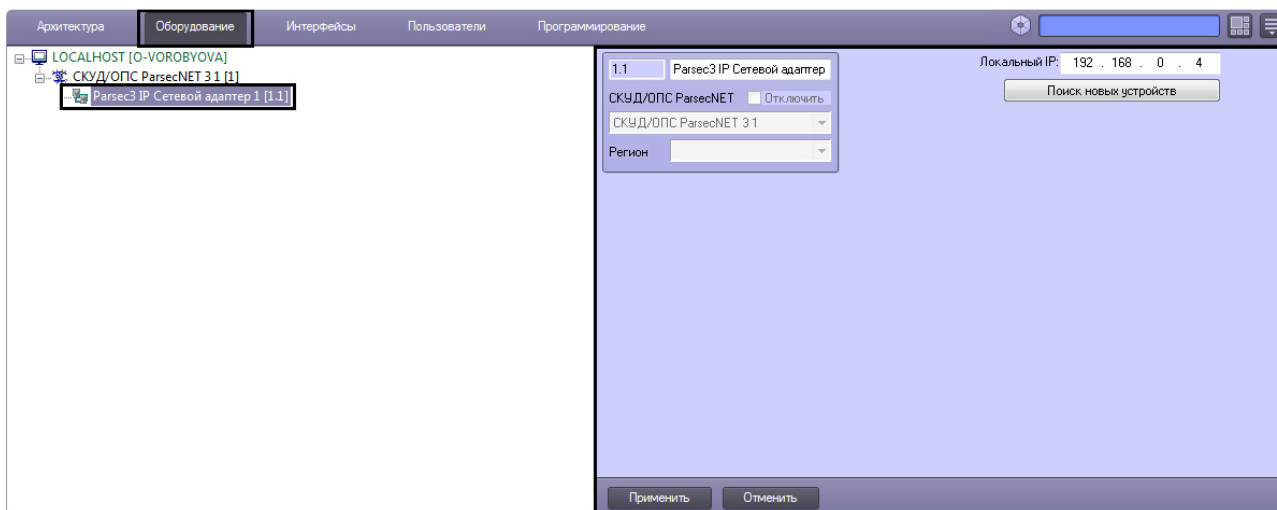 Архитектура Оборудование Интерфейсы Пользователи Программирование
LOCALHOST [O-VOROBYOVA]
СКУД/ОПС ParsecNET 3 1 [1]
Parsec3 IP Сетевой адаптер 1 [1.1]
1.1 Parsec3 IP Сетевой адаптер
СКУД/ОПС ParsecNET Отключить
СКУД/ОПС ParsecNET 3 1
Регион
Локальный IP: 192 . 168 . 0 . 4
Поиск новых устройств
Применить Отменить